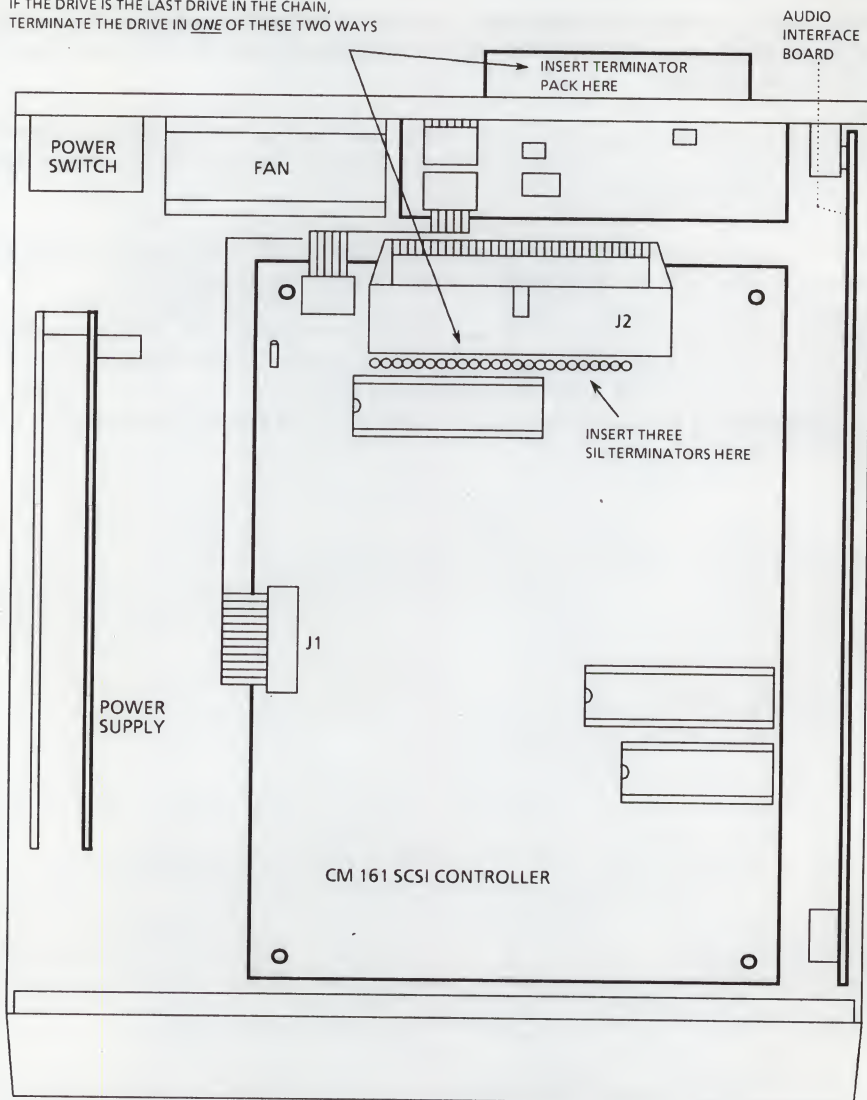 IF THE DRIVE IS THE LAST DRIVE IN THE CHAIN,
TERMINATE THE DRIVE IN ONE OF THESE TWO WAYS
AUDIO
INTERFACE
BOARD
INSERT TERMINATOR
PACK HERE
POWER
SWITCH
FAN
J2
INSERT THREE
SIL TERMINATORS HERE
J1
POWER
SUPPLY
CM 161 SCSI CONTROLLER